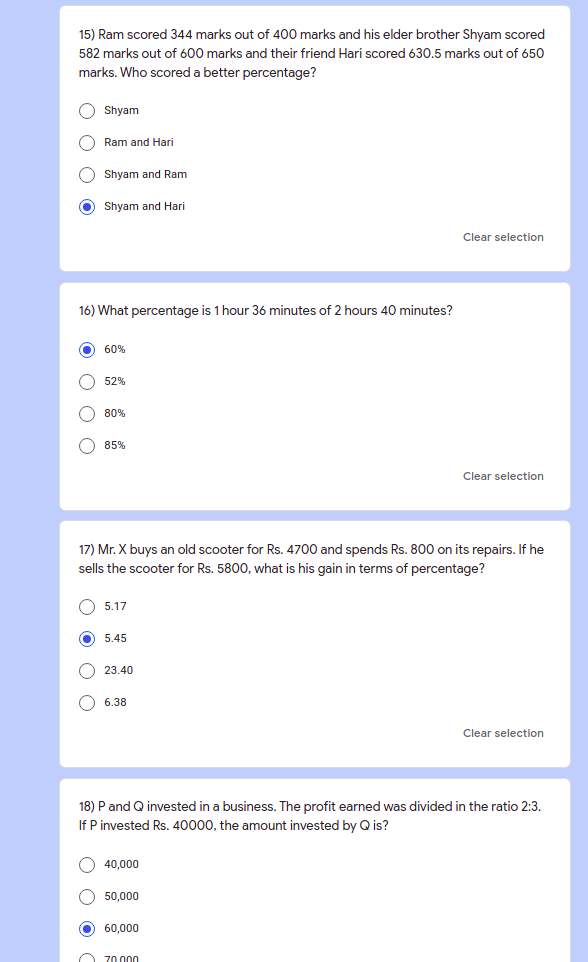 15) Ram scored 344 marks out of 400 marks and his elder brother Shyam scored
582 marks out of 600 marks and their friend Hari scored 630.5 marks out of 650
marks. Who scored a better percentage?
Shyam
Ram and Hari
Shyam and Ram
Shyam and Hari
Clear selection
16) What percentage is 1 hour 36 minutes of 2 hours 40 minutes?
60%
52%
80%
85%
Clear selection
17) Mr. X buys an old scooter for Rs. 4700 and spends Rs. 800 on its repairs. If he
sells the scooter for Rs. 5800, what is his gain in terms of percentage?
5.17
5.45
23.40
6.38
Clear selection
18) P and Q invested in a business. The profit earned was divided in the ratio 2:3.
If P invested Rs. 40000, the amount invested by Q is?
40,000
50,000
60,000
70,000